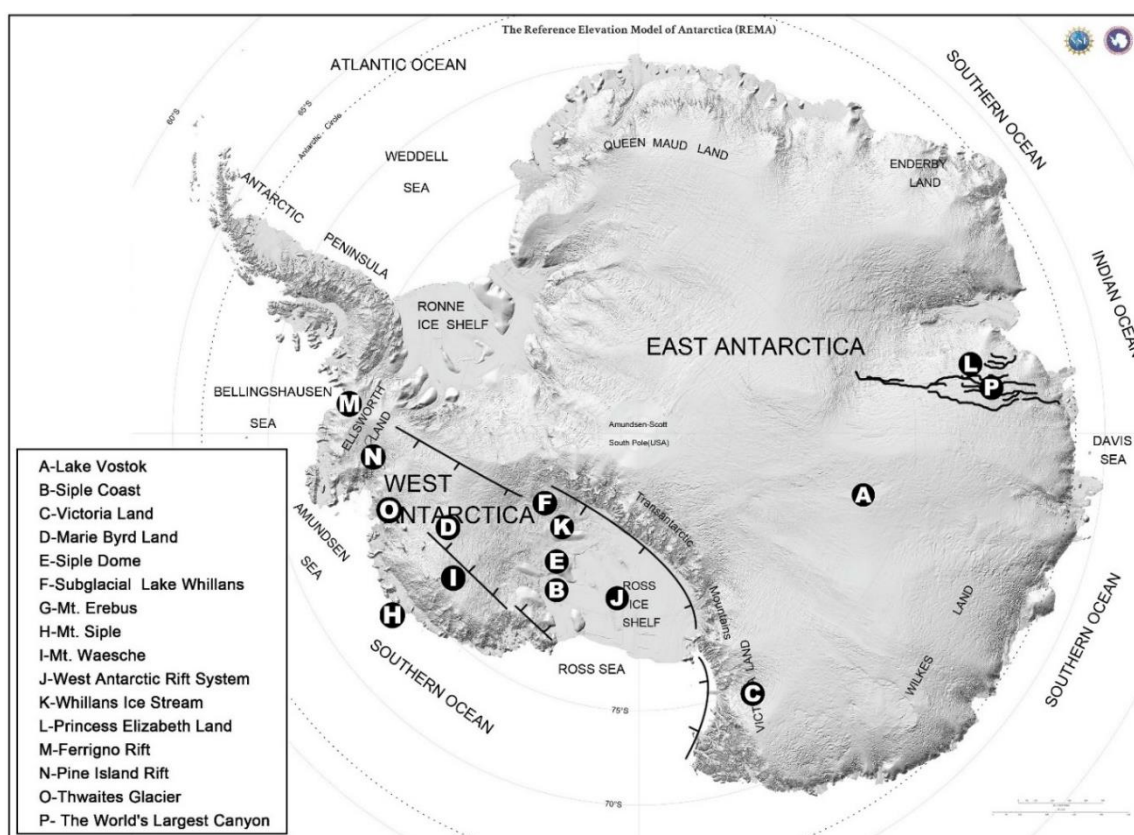 The Reference Elevation Model of Antarctica (REMA)
NSF
ATLANTIC OCEAN
SOUTHERN OCEAN
60°S
65°S
Antarctic Circle
WEDDELL
SEA
QUEEN MAUD LAND
ENDERBY
LAND
ANTARCTIC
PENINSULA
INDIAN OCEAN
RONNE
ICE SHELF
EAST ANTARCTICA
L
P
BELLINGSHAUSEN
SEA
M
ELLSWORTH
LAND
Amundsen-Scott
South Pole(USA)
DAVIS
SEA
N
WEST
ANTARCTICA
A
O
D
F
K
Transantarctic
Mountains
AMUNDSEN
SEA
E
I
B
J
ROSS
ICE
SHELF
H
LAND
WILKES
SOUTHERN OCEAN
SOUTHERN OCEAN
ROSS SEA
LAND
C
75°S
70°S
A-Lake Vostok
B-Siple Coast
C-Victoria Land
D-Marie Byrd Land
E-Siple Dome
F-Subglacial Lake Whillans
G-Mt. Erebus
H-Mt. Siple
I-Mt. Waesche
J-West Antarctic Rift System
K-Whillans Ice Stream
L-Princess Elizabeth Land
M-Ferrigno Rift
N-Pine Island Rift
O-Thwaites Glacier
P- The World's Largest Canyon